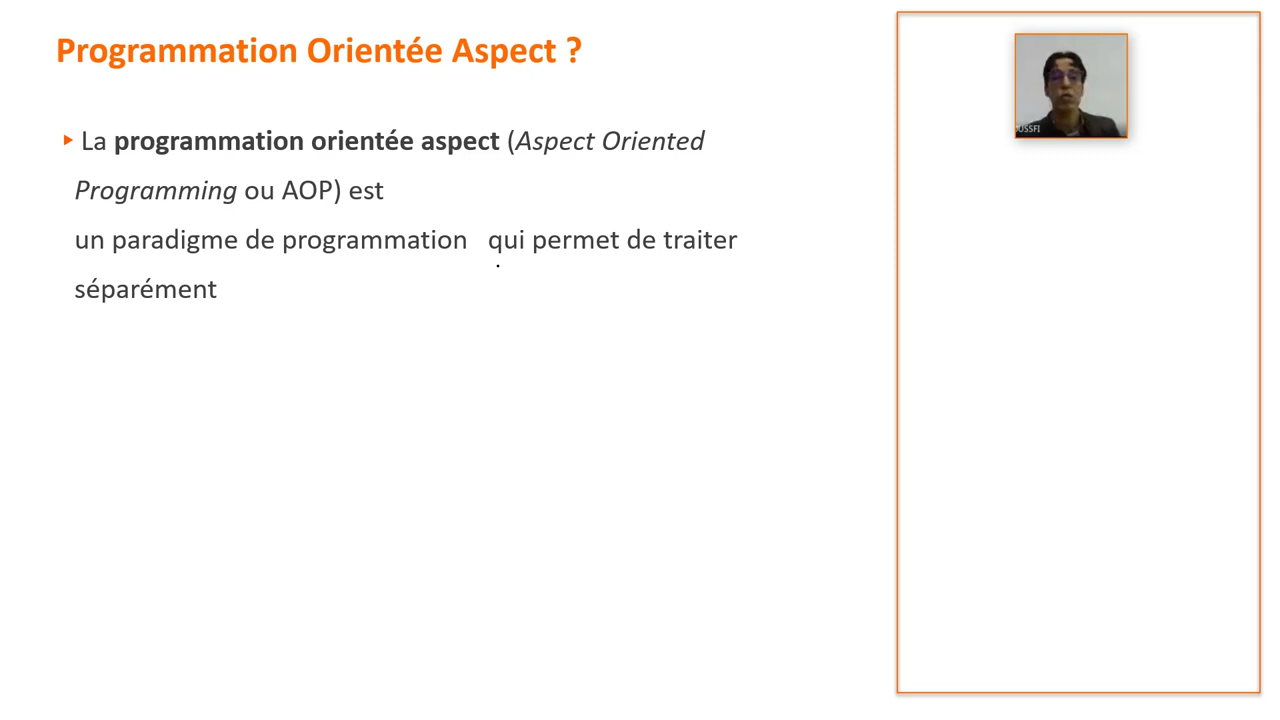 Programmation Orientée Aspect ?
La programmation orientée aspect (Aspect Oriented
Programming ou AOP) est
un paradigme de programmation qui permet de traiter
séparément
OUSSFI